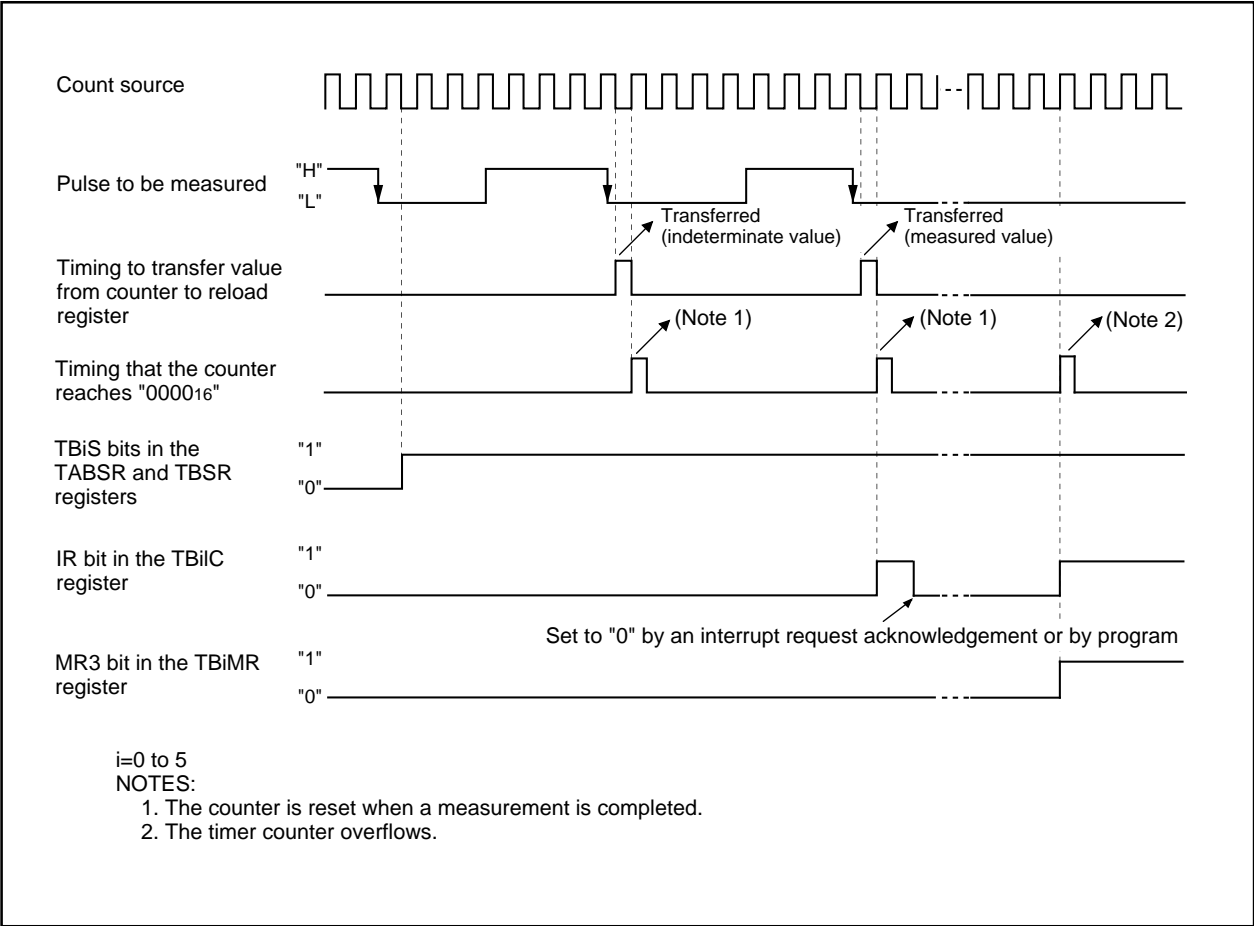 Count source
Pulse to be measured
"H"
"L"
Transferred
(indeterminate value)
Transferred
(measured value)
Timing to transfer value
from counter to reload
register
(Note 1)
(Note 1)
(Note 2)
Timing that the counter
reaches "000016"
TBiS bits in the
TABSR and TBSR
registers
"1"
"0"
IR bit in the TBiIC
register
"1"
"0"
Set to "0" by an interrupt request acknowledgement or by program
MR3 bit in the TBiMR
register
"1"
"0"
i=0 to 5
NOTES:
1. The counter is reset when a measurement is completed.
2. The timer counter overflows.